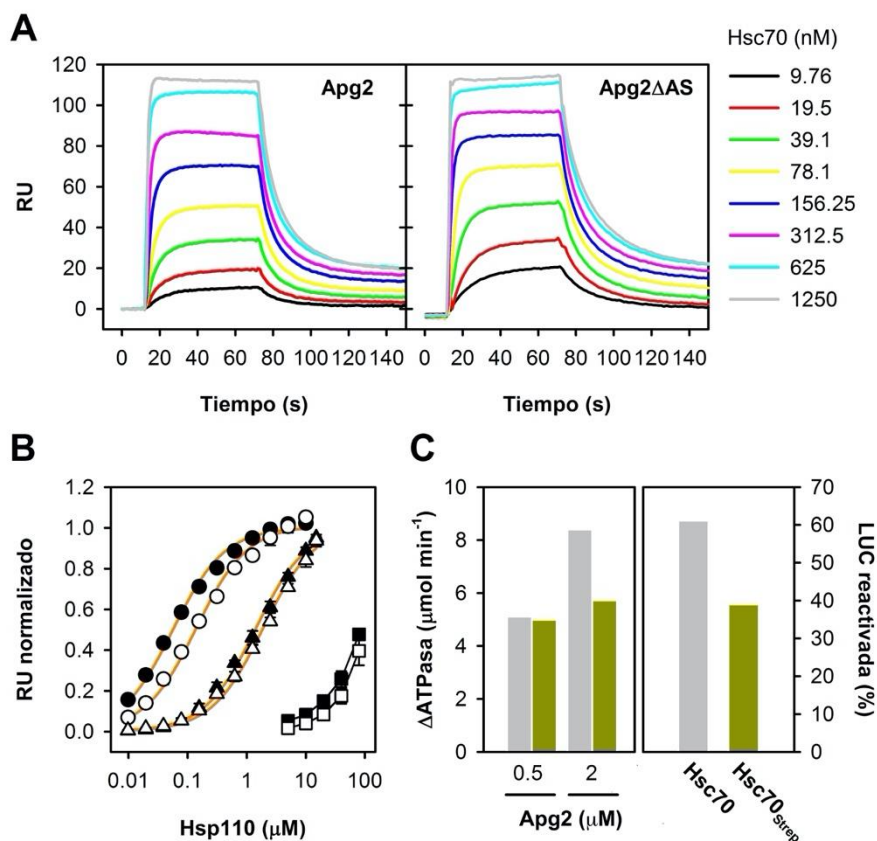 A
Apg2
Apg2ΔAS
Hsc70 (nM)
9.76
19.5
39.1
78.1
156.25
312.5
625
1250
RU
120
100
80
60
40
20
0
0 20 40 60 80 100 120 140
0 20 40 60 80 100 120 140
Tiempo (s)
Tiempo (s)
B
RU normalizado
1.2
1.0
0.8
0.6
0.4
0.2
0.0
0.01 0.1 1 10 100
Hsp110 (μM)
C
ΔATPasa (μmol min⁻¹)
10
8
6
4
2
0
0.5 2
Apg2 (μM)
70
60
50
40
30
20
10
0
LUC reactivada (%)
Hsc70
Hsc70Strep